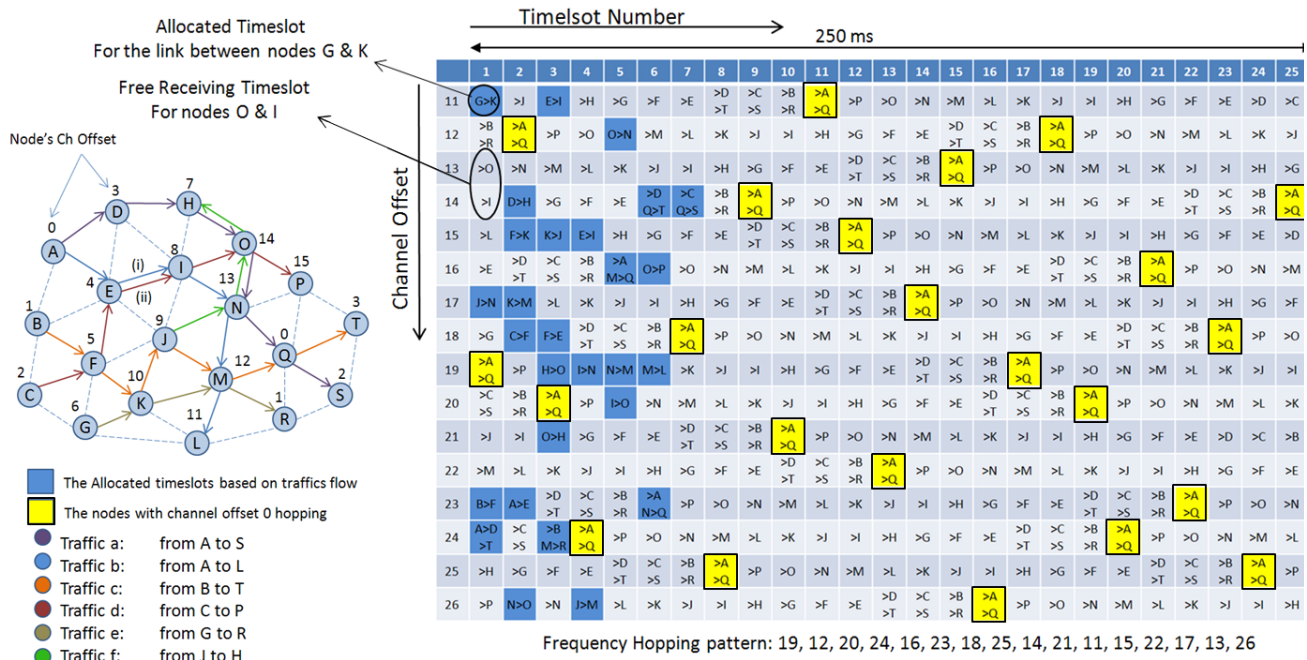 Allocated Timeslot
For the link between nodes G & K
Free Receiving Timeslot
For nodes O & I
Node's Ch Offset
0 A
3 D
7 H
14 O
8 I
(i)
4 E
(ii)
13 N
15 P
1 B
5 F
9 J
0 Q
3 T
2 C
10 K
12 M
2 S
6 G
11 L
1 R
The Allocated timeslots based on traffics flow
The nodes with channel offset 0 hopping
Traffic a: from A to S
Traffic b: from A to L
Traffic c: from B to T
Traffic d: from C to P
Traffic e: from G to R
Traffic f: from J to H
Timelsot Number
250 ms
Channel Offset
1 2 3 4 5 6 7 8 9 10 11 12 13 14 15 16 17 18 19 20 21 22 23 24 25
11 G>K >J E>I >H >G >F >E >D >T >C >S >B >R >A >Q >P >O >N >M >L >K >J >I >H >G >F >E >D >C
12 >B >R >A >Q >P >O O>N >M >L >K >J >I >H >G >F >E >D >T >C >S >B >R >A >Q >P >O >N >M >L >K >J
13 >O >N >M >L >K >J >I >H >G >F >E >D >T >C >S >B >R >A >Q >P >O >N >M >L >K >J >I >H >G
14 >I D>H >G >F >E >D Q>T >C Q>S >B >R >A >Q >P >O >N >M >L >K >J >I >H >G >F >E >D >T >C >S >B >R >A >Q
15 >L F>K K>J E>I >H >G >F >E >D >T >C >S >B >R >A >Q >P >O >N >M >L >K >J >I >H >G >F >E >D
16 >E >D >T >C >S >B >R >A M>Q O>P >O >N >M >L >K >J >I >H >G >F >E >D >T >C >S >B >R >A >Q >P >O >N >M
17 J>N K>M >L >K >J >I >H >G >F >E >D >T >C >S >B >R >A >Q >P >O >N >M >L >K >J >I >H >G >F
18 >G C>F F>E >D >T >C >S >B >R >A >Q >P >O >N >M >L >K >J >I >H >G >F >E >D >T >C >S >B >R >A >Q >P >O
19 >A >Q >P H>O I>N N>M M>L >K >J >I >H >G >F >E >D >T >C >S >B >R >A >Q >P >O >N >M >L >K >J >I
20 >C >S >B >R >A >Q >P I>O >N >M >L >K >J >I >H >G >F >E >D >T >C >S >B >R >A >Q >P >O >N >M >L >K
21 >J >I O>H >G >F >E >D >T >C >S >B >R >A >Q >P >O >N >M >L >K >J >I >H >G >F >E >D >C >B
22 >M >L >K >J >I >H >G >F >E >D >T >C >S >B >R >A >Q >P >O >N >M >L >K >J >I >H >G >F >E
23 B>F A>E >D >T >C >S >B >R >A N>Q >P >O >N >M >L >K >J >I >H >G >F >E >D >T >C >S >B >R >A >Q >P >O >N
24 A>D >T >C >S >B M>R >A >Q >P >O >N >M >L >K >J >I >H >G >F >E >D >T >C >S >B >R >A >Q >P >O >N >M >L
25 >H >G >F >E >D >T >C >S >B >R >A >Q >P >O >N >M >L >K >J >I >H >G >F >E >D >T >C >S >B >R >A >Q >P
26 >P N>O >N J>M >L >K >J >I >H >G >F >E >D >T >C >S >B >R >A >Q >P >O >N >M >L >K >J >I >H
Frequency Hopping pattern: 19, 12, 20, 24, 16, 23, 18, 25, 14, 21, 11, 15, 22, 17, 13, 26